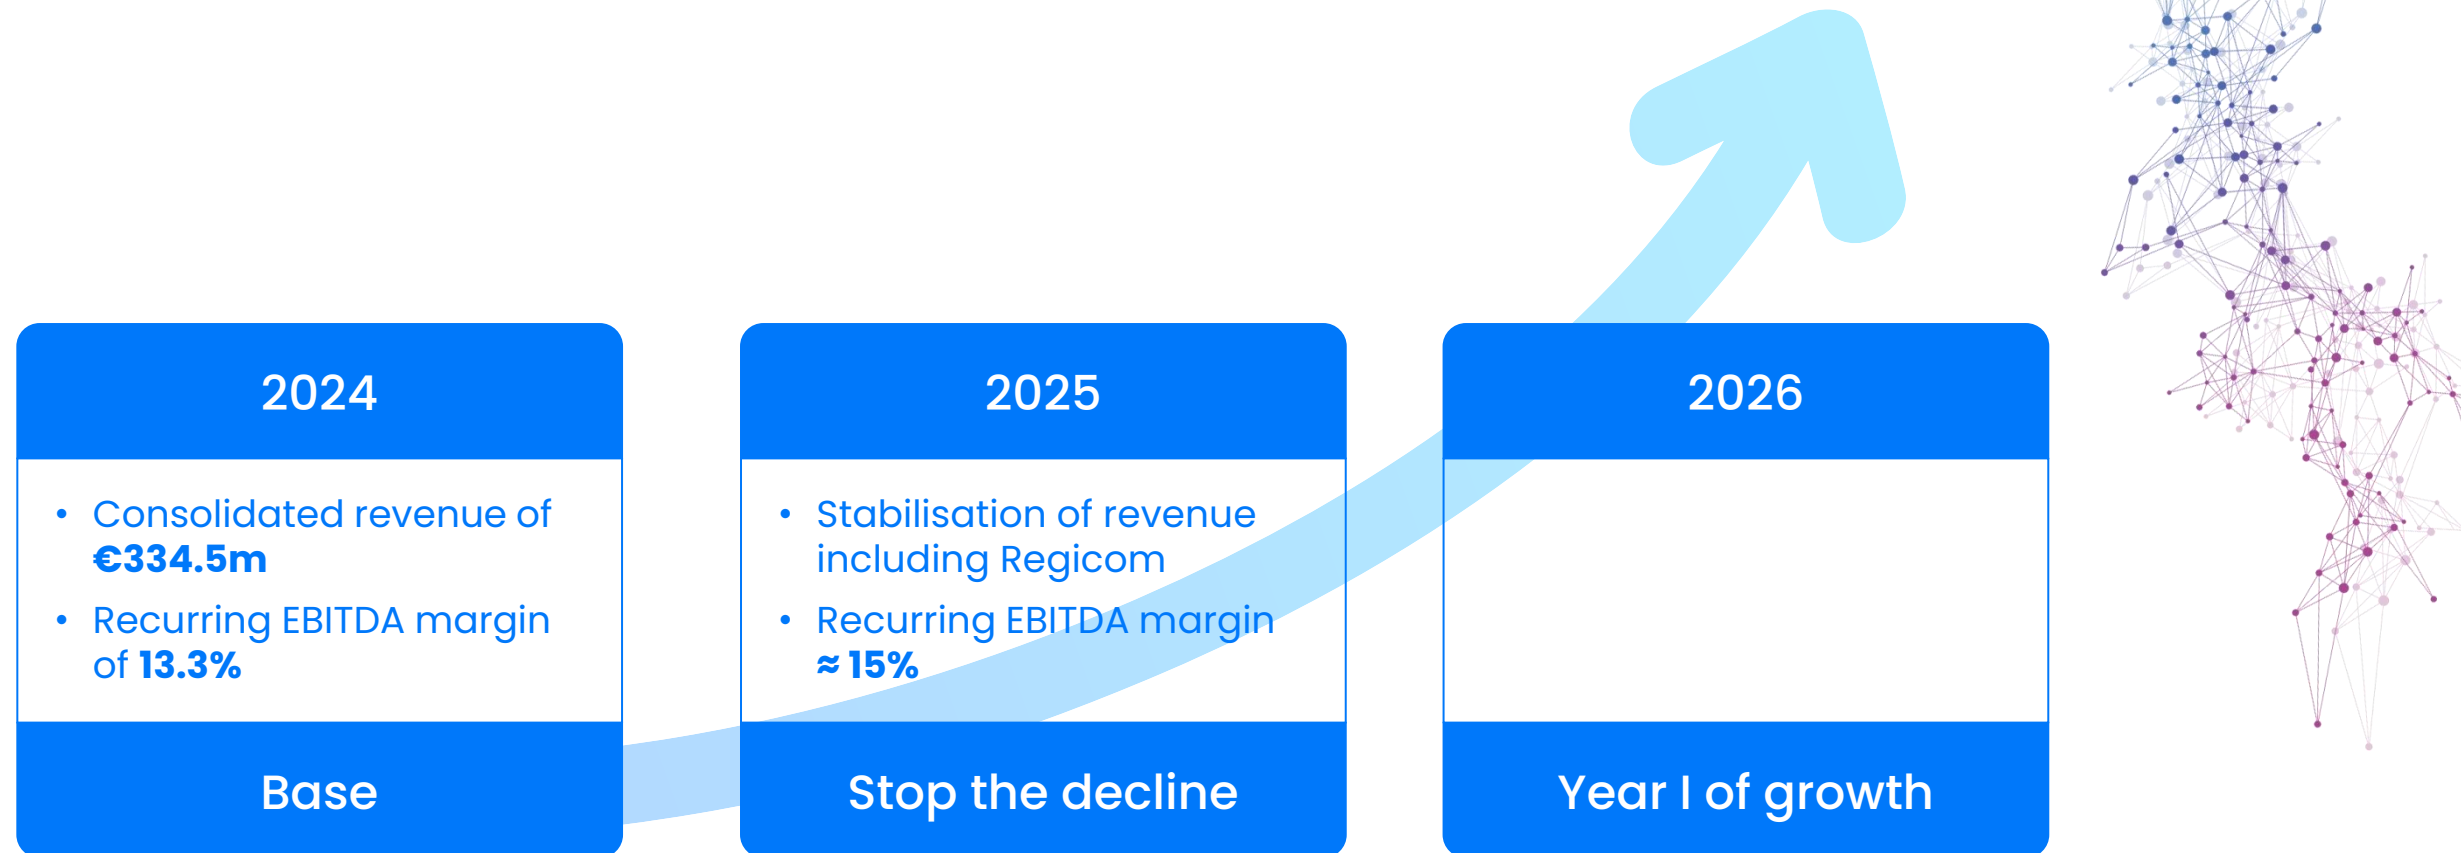 2024
• Consolidated revenue of
€334.5m
• Recurring EBITDA margin
of 13.3%
Base
2025
• Stabilisation of revenue
including Regicom
• Recurring EBITDA margin
≈ 15%
Stop the decline
2026
Year I of growth